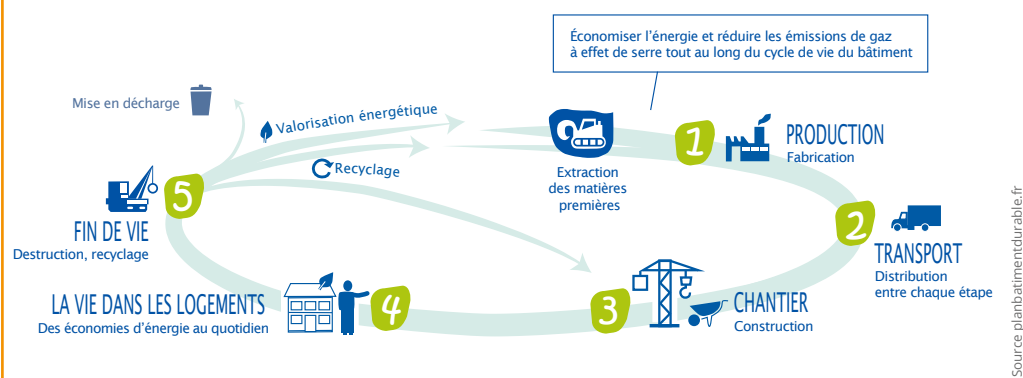 Économiser l'énergie et réduire les émissions de gaz
à effet de serre tout au long du cycle de vie du bâtiment
Mise en décharge
Valorisation énergétique
Recyclage
Extraction
des matières
premières
1
PRODUCTION
Fabrication
2
TRANSPORT
Distribution
entre chaque étape
3
CHANTIER
Construction
4
LA VIE DANS LES LOGEMENTS
Des économies d'énergie au quotidien
5
FIN DE VIE
Destruction, recyclage
Source planbatimentdurable.fr